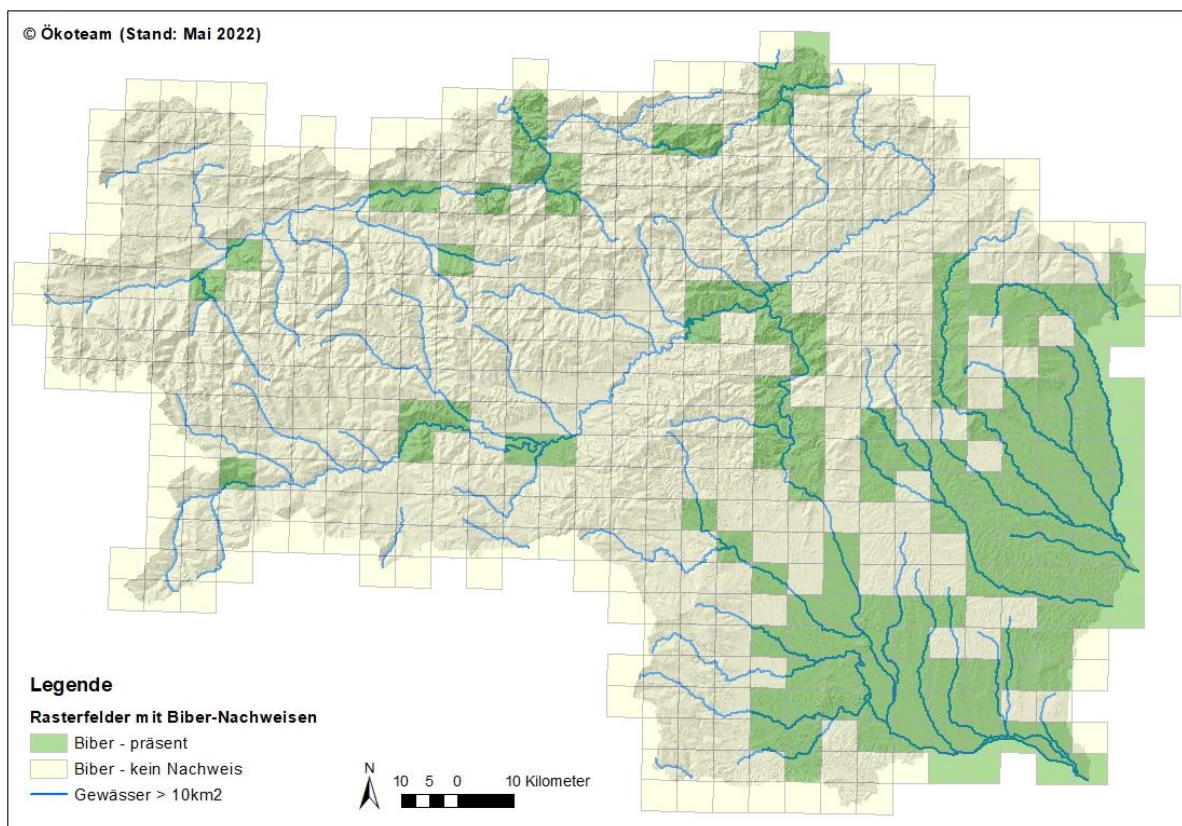 © Ökoteam (Stand: Mai 2022)
Legende
Rasterfelder mit Biber-Nachweisen
Biber - präsent
Biber - kein Nachweis
Gewässer > 10km2
N
10 5 0 10 Kilometer